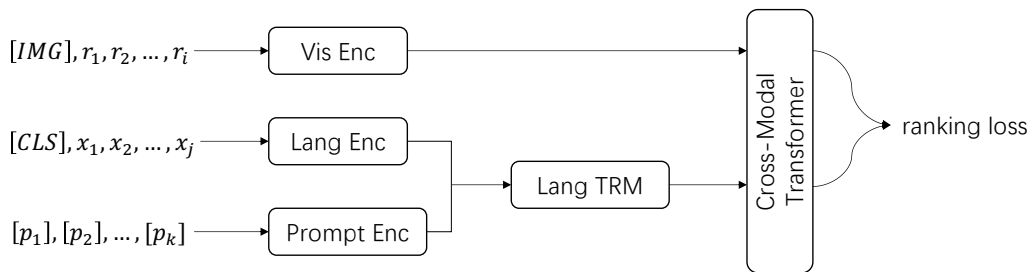 [IMG], r₁, r₂, …, rᵢ
Vis Enc
[CLS], x₁, x₂, …, xⱼ
Lang Enc
[p₁], [p₂], …, [pₖ]
Prompt Enc
Lang TRM
Cross-Modal
Transformer
ranking loss